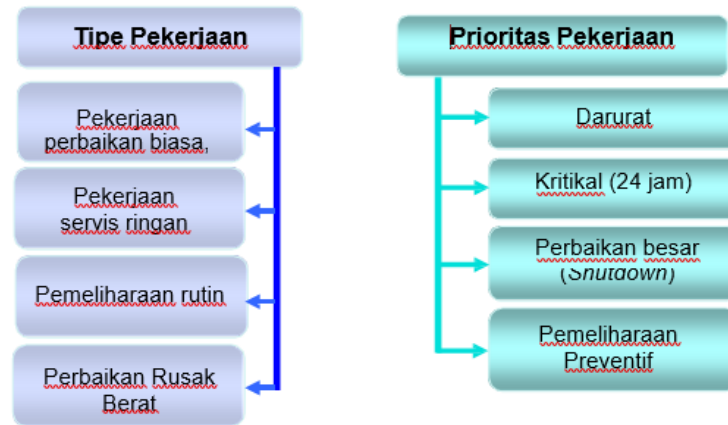 Tipe Pekerjaan
Pekerjaan
perbaikan biasa,
Pekerjaan
servis ringan
Pemeliharaan rutin
Perbaikan Rusak
Berat
Prioritas Pekerjaan
Darurat
Kritikal (24 jam)
Perbaikan besar
(Shutdown)
Pemeliharaan
Preventif